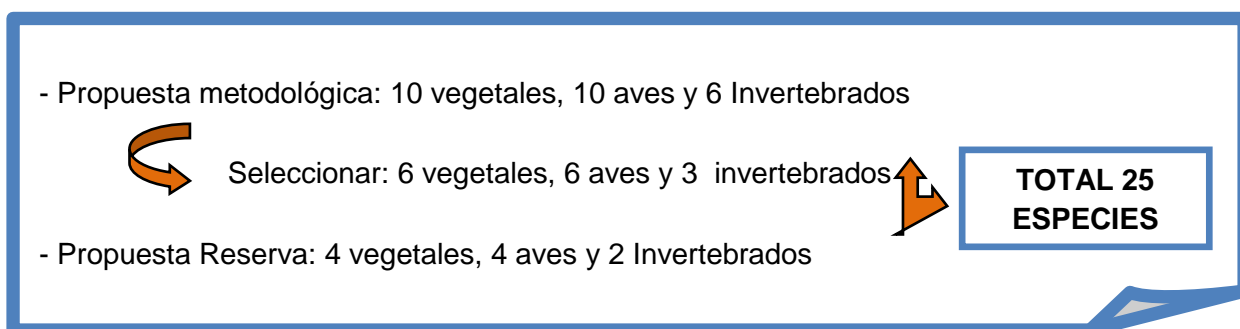 - Propuesta metodológica: 10 vegetales, 10 aves y 6 Invertebrados
Seleccionar: 6 vegetales, 6 aves y 3 invertebrados
TOTAL 25
ESPECIES
- Propuesta Reserva: 4 vegetales, 4 aves y 2 Invertebrados